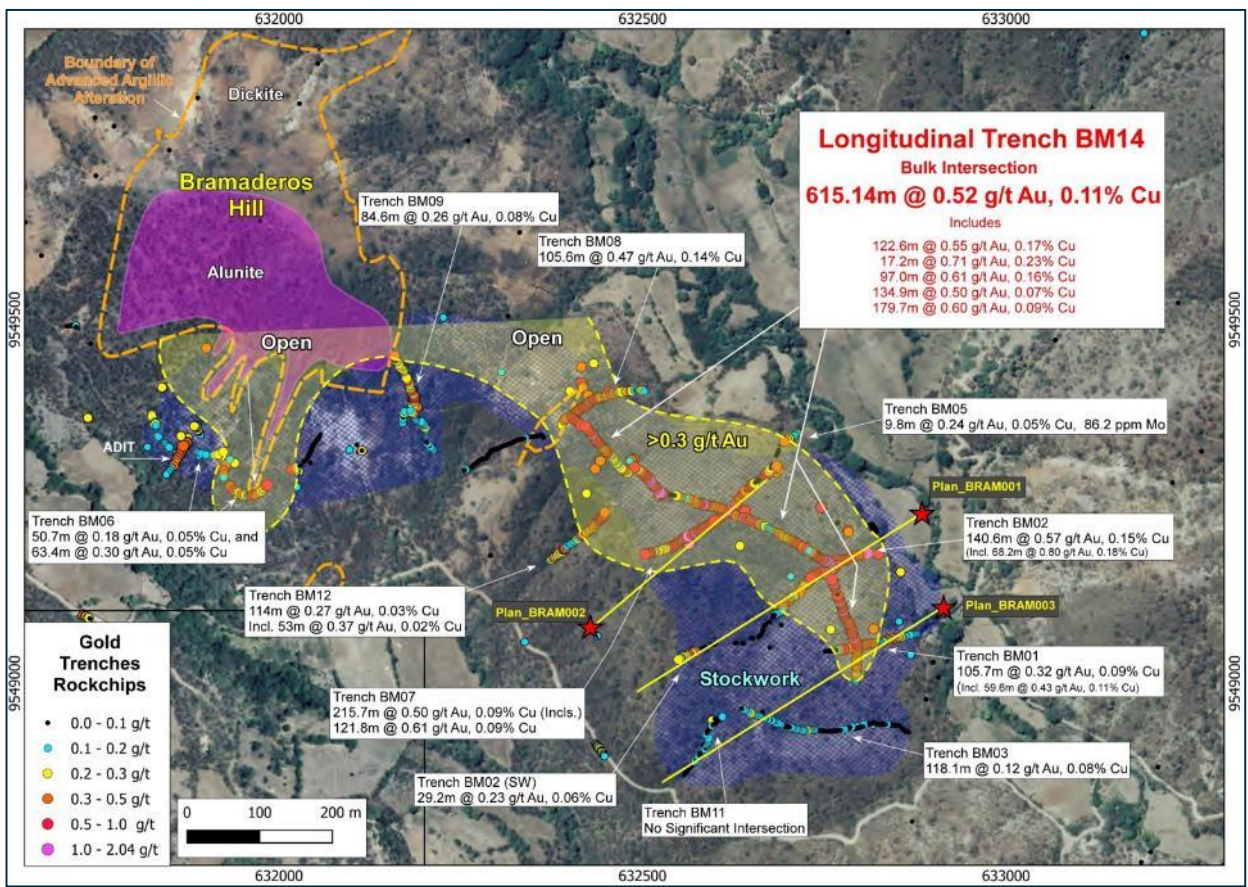 632000
632500
633000
Boundary of
Advanced Argillic
Alteration
Dickite
Bramaderos
Hill
Alunite
Trench BM09
84.6m @ 0.26 g/t Au, 0.08% Cu
Trench BM08
105.6m @ 0.47 g/t Au, 0.14% Cu
Longitudinal Trench BM14
Bulk Intersection
615.14m @ 0.52 g/t Au, 0.11% Cu
Includes
122.6m @ 0.55 g/t Au, 0.17% Cu
17.2m @ 0.71 g/t Au, 0.23% Cu
97.0m @ 0.61 g/t Au, 0.16% Cu
134.9m @ 0.50 g/t Au, 0.07% Cu
179.7m @ 0.60 g/t Au, 0.09% Cu
9549500
9549500
Open
Open
Trench BM05
9.8m @ 0.24 g/t Au, 0.05% Cu, 86.2 ppm Mo
>0.3 g/t Au
ADIT
Plan_BRAM001
Trench BM06
50.7m @ 0.18 g/t Au, 0.05% Cu, and
63.4m @ 0.30 g/t Au, 0.05% Cu
Trench BM02
140.6m @ 0.57 g/t Au, 0.15% Cu
(Incl. 68.2m @ 0.80 g/t Au, 0.18% Cu)
Trench BM12
114m @ 0.27 g/t Au, 0.03% Cu
Incl. 53m @ 0.37 g/t Au, 0.02% Cu
Plan_BRAM002
Plan_BRAM003
Trench BM01
105.7m @ 0.32 g/t Au, 0.09% Cu
(Incl. 59.6m @ 0.43 g/t Au, 0.11% Cu)
Stockwork
9549000
9549000
Trench BM07
215.7m @ 0.50 g/t Au, 0.09% Cu (Incls.)
121.8m @ 0.61 g/t Au, 0.09% Cu
Trench BM03
118.1m @ 0.12 g/t Au, 0.08% Cu
Trench BM02 (SW)
29.2m @ 0.23 g/t Au, 0.06% Cu
Trench BM11
No Significant Intersection
Gold
Trenches
Rockchips
0.0 - 0.1 g/t
0.1 - 0.2 g/t
0.2 - 0.3 g/t
0.3 - 0.5 g/t
0.5 - 1.0 g/t
1.0 - 2.04 g/t
0 100 200 m
632000
632500
633000